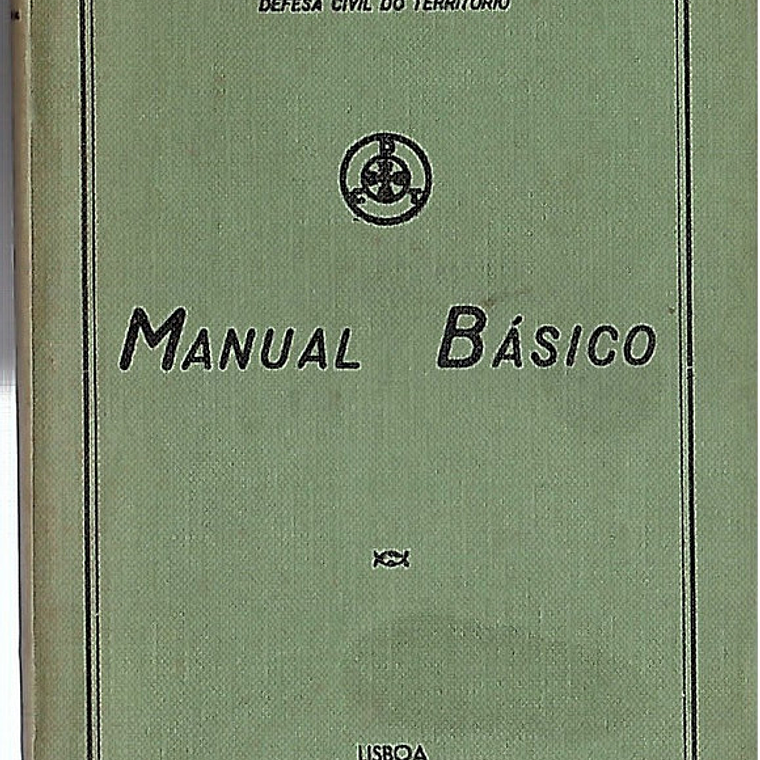 DEFESA CIVIL DO TERRITÓRIO
D
C T
MANUAL BÁSICO
LISBOA